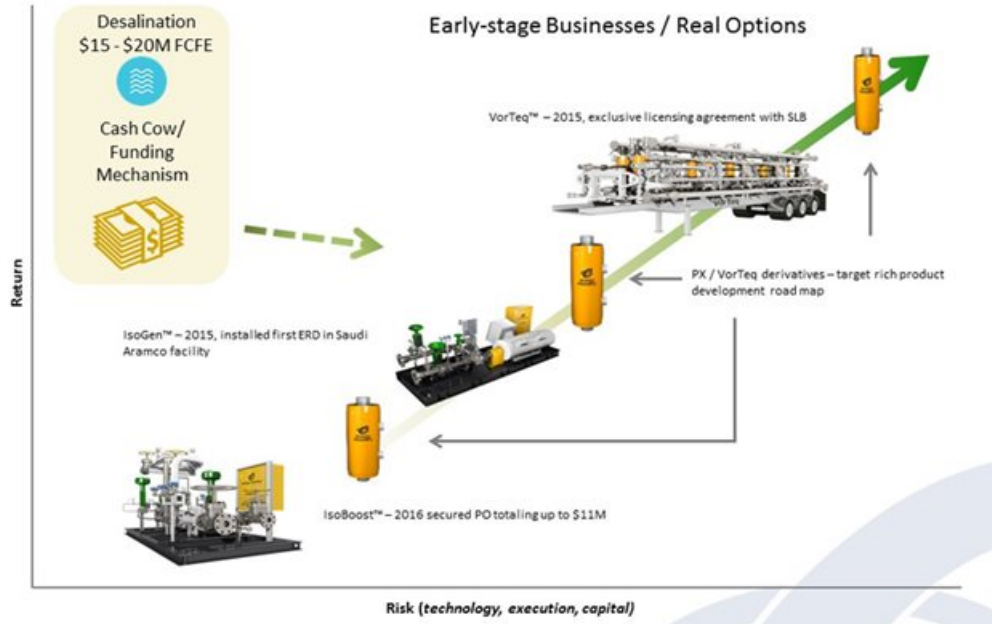 Desalination
$15 - $20M FCFE
Cash Cow/
Funding
Mechanism
$
Early-stage Businesses / Real Options
VorTeq™ – 2015, exclusive licensing agreement with SLB
VORTEQ
PX / VorTeq derivatives – target rich product
development road map
IsoGen™ – 2015, installed first ERD in Saudi
Aramco facility
IsoBoost™ – 2016 secured PO totaling up to $11M
Return
Risk (technology, execution, capital)